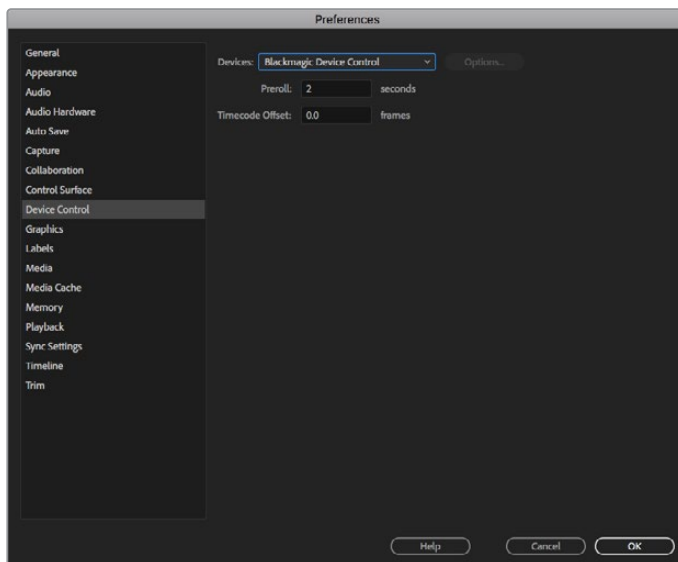 Preferences
General
Appearance
Audio
Audio Hardware
Auto Save
Capture
Collaboration
Control Surface
Device Control
Graphics
Labels
Media
Media Cache
Memory
Playback
Sync Settings
Timeline
Trim
Devices: Blackmagic Device Control Options...
Preroll: 2 seconds
Timecode Offset: 0.0 frames
Help Cancel OK